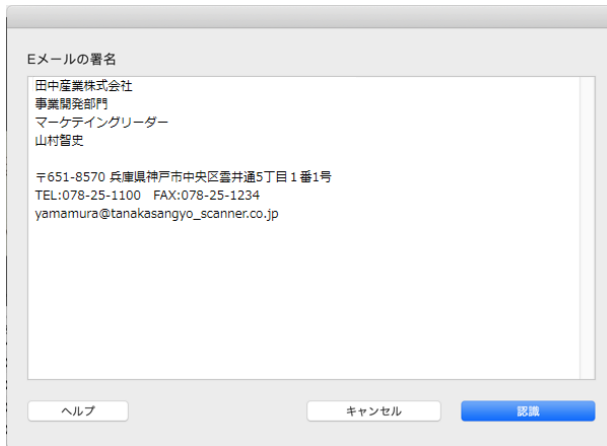 Eメールの署名
田中産業株式会社
事業開発部門
マーケテイングリーダー
山村智史
〒651-8570 兵庫県神戸市中央区雲井通5丁目１番1号
TEL:078-25-1100　FAX:078-25-1234
yamamura@tanakasangyo_scanner.co.jp
ヘルプ
キャンセル
認識